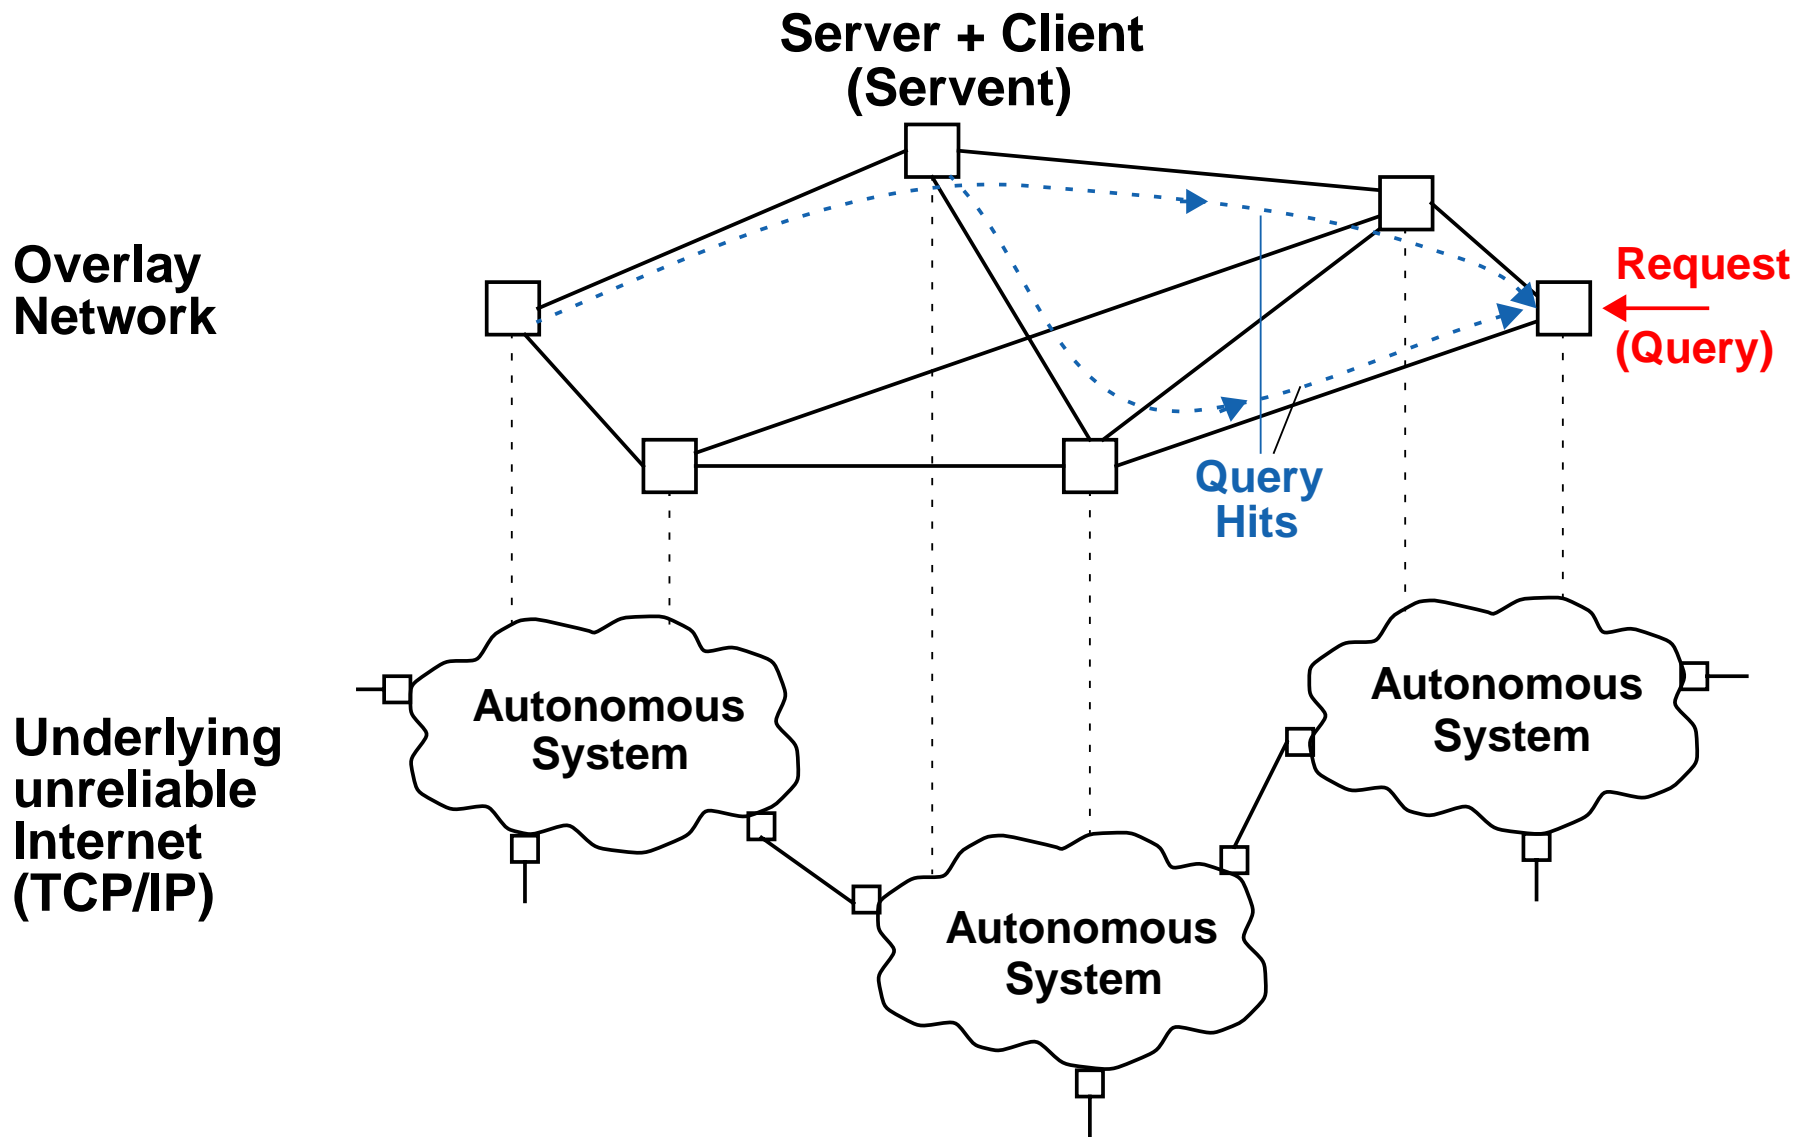 Server + Client
(Servent)
Overlay
Network
Request
(Query)
Query
Hits
Underlying
unreliable
Internet
(TCP/IP)
Autonomous
System
Autonomous
System
Autonomous
System